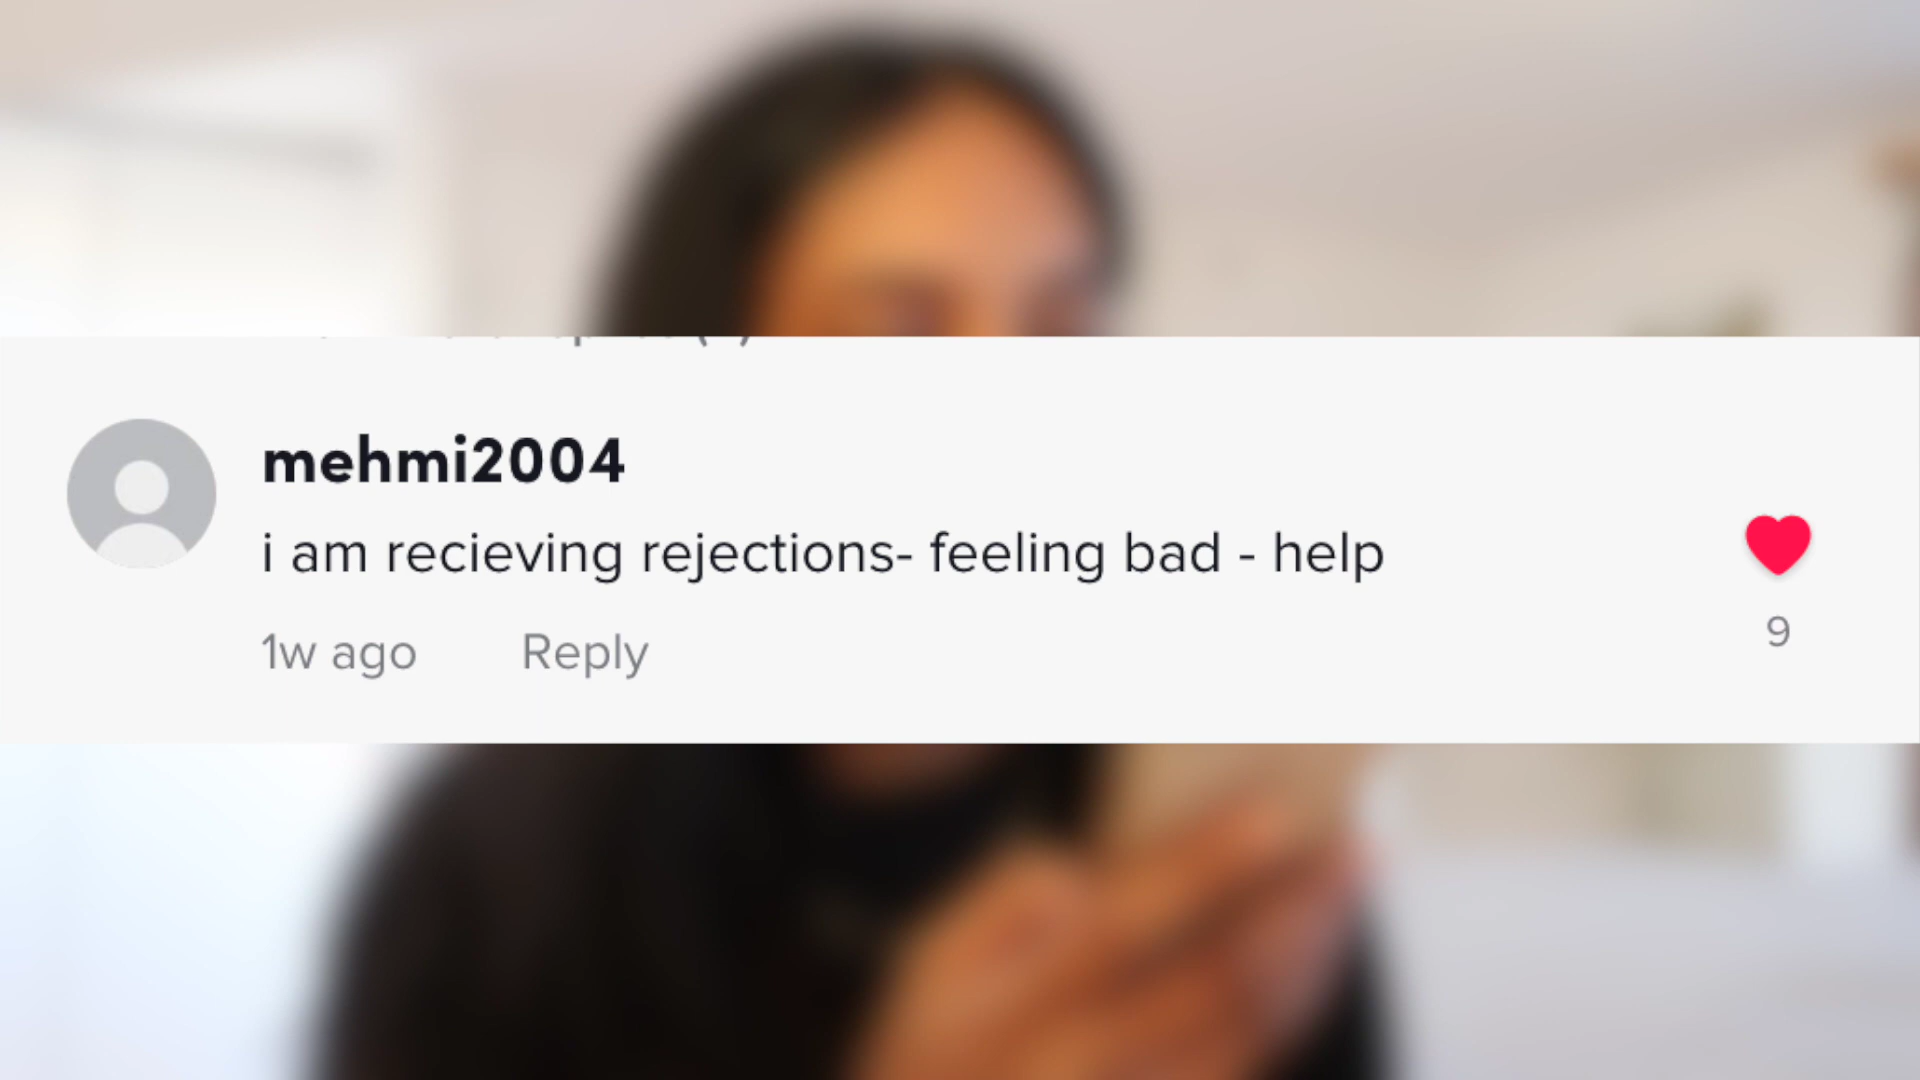 mehmi2004
i am recieving rejections- feeling bad - help
1w ago Reply
9